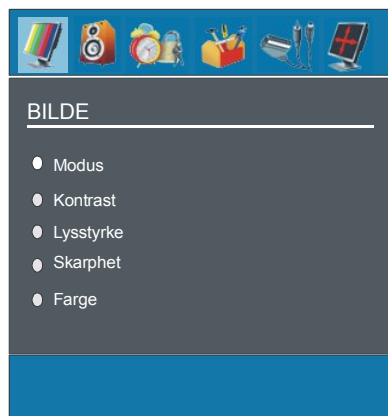 BILDE
Modus
Kontrast
Lysstyrke
Skarphet
Farge